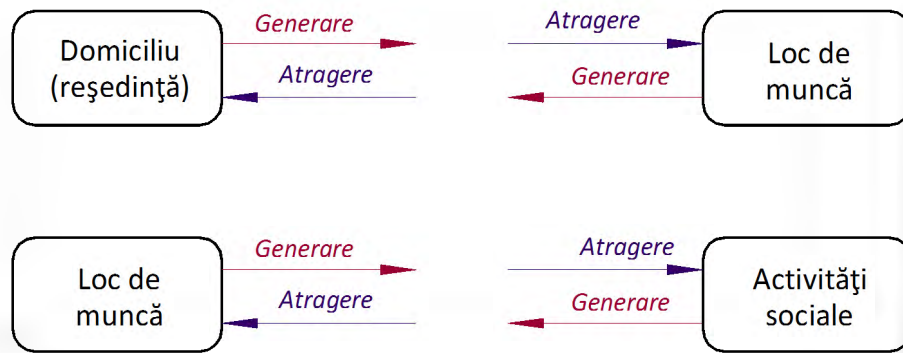 Generare
Atragere
Domiciliu
(reşedinţă)
Atragere
Generare
Loc de
muncă
Generare
Atragere
Loc de
muncă
Atragere
Generare
Activităţi
sociale